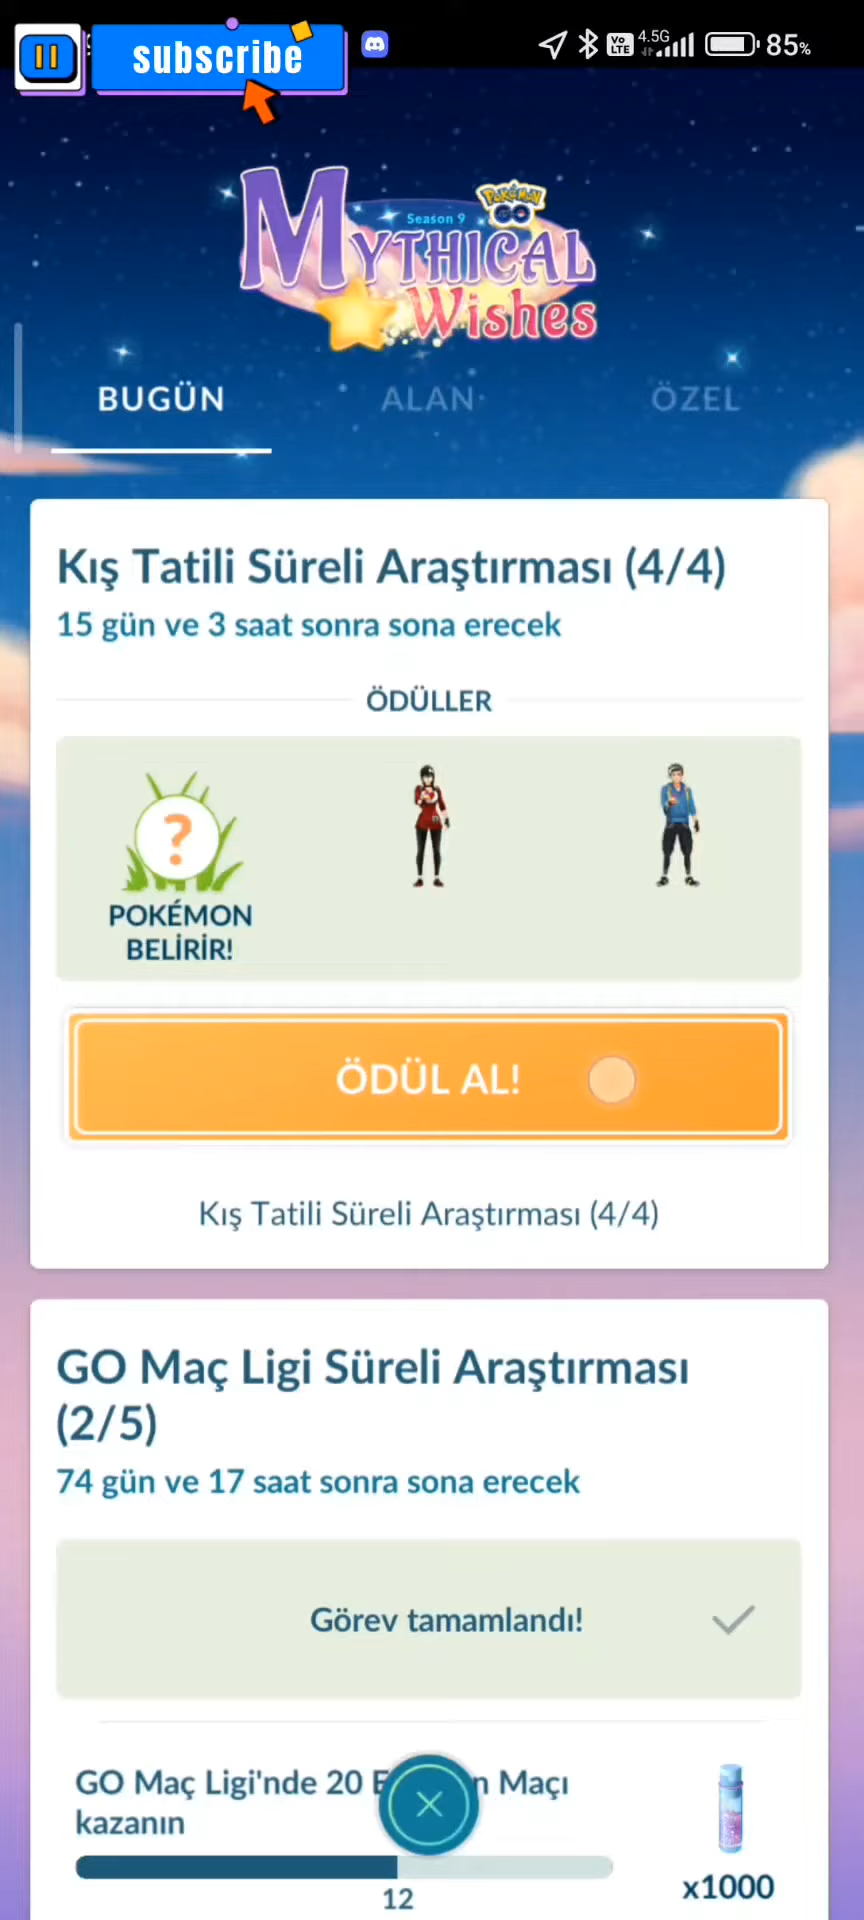 subscribe
VO
LTE
4.5G
85%
POKÉMON
GO
Season 9
MYTHICAL
Wishes
BUGÜN
ALAN
ÖZEL
Kış Tatili Süreli Araştırması (4/4)
15 gün ve 3 saat sonra sona erecek
ÖDÜLLER
?
POKÉMON
BELİRİR!
ÖDÜL AL!
Kış Tatili Süreli Araştırması (4/4)
GO Maç Ligi Süreli Araştırması
(2/5)
74 gün ve 17 saat sonra sona erecek
Görev tamamlandı!
GO Maç Ligi'nde 20 Maçı
kazanın
12
x1000